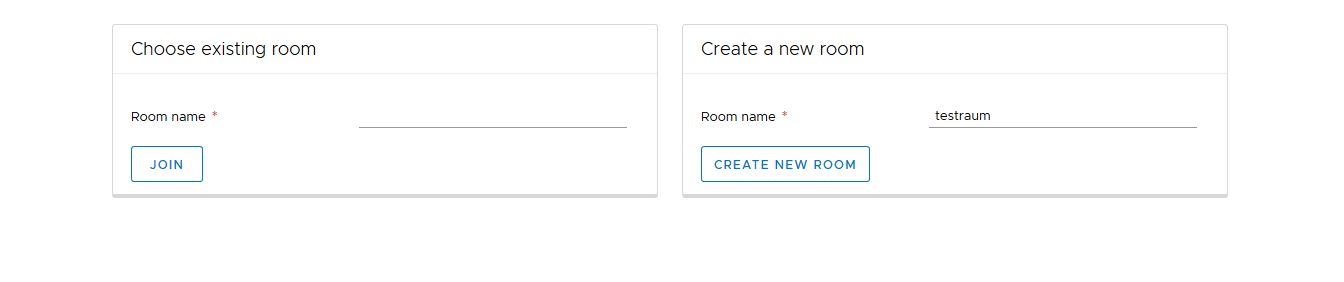 Choose existing room
Room name *
JOIN
Create a new room
Room name * testraum
CREATE NEW ROOM